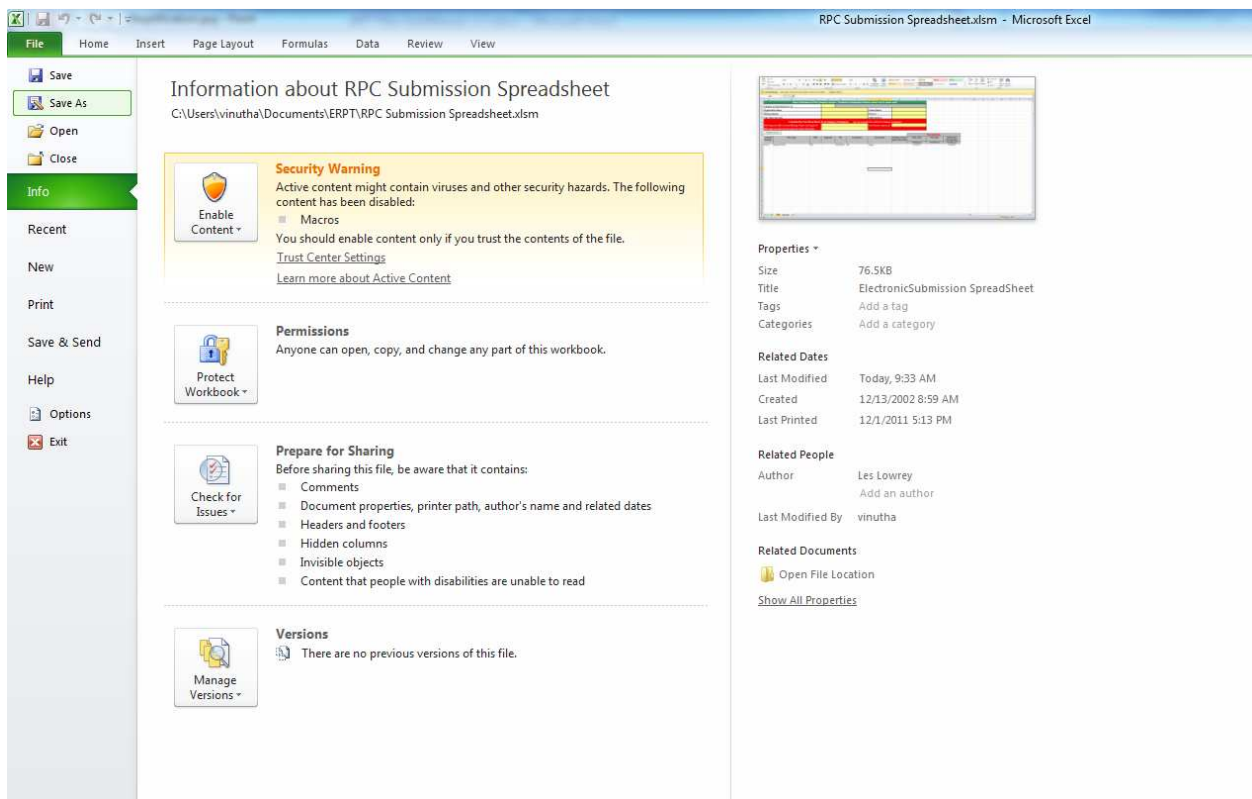 RPC Submission Spreadsheet.xlsm - Microsoft Excel
File Home Insert Page Layout Formulas Data Review View
Save
Save As
Open
Close
Info
Recent
New
Print
Save & Send
Help
Options
Exit
Information about RPC Submission Spreadsheet
C:\Users\vinutha\Documents\ERPT\RPC Submission Spreadsheet.xlsm
Enable
Content
Security Warning
Active content might contain viruses and other security hazards. The following
content has been disabled:
Macros
You should enable content only if you trust the contents of the file.
Trust Center Settings
Learn more about Active Content
Protect
Workbook
Permissions
Anyone can open, copy, and change any part of this workbook.
Check for
Issues
Prepare for Sharing
Before sharing this file, be aware that it contains:
Comments
Document properties, printer path, author's name and related dates
Headers and footers
Hidden columns
Invisible objects
Content that people with disabilities are unable to read
Manage
Versions
Versions
There are no previous versions of this file.
Properties
Size 76.5KB
Title ElectronicSubmission SpreadSheet
Tags Add a tag
Categories Add a category
Related Dates
Last Modified Today, 9:33 AM
Created 12/13/2002 8:59 AM
Last Printed 12/1/2011 5:13 PM
Related People
Author Les Lowrey
Add an author
Last Modified By vinutha
Related Documents
Open File Location
Show All Properties